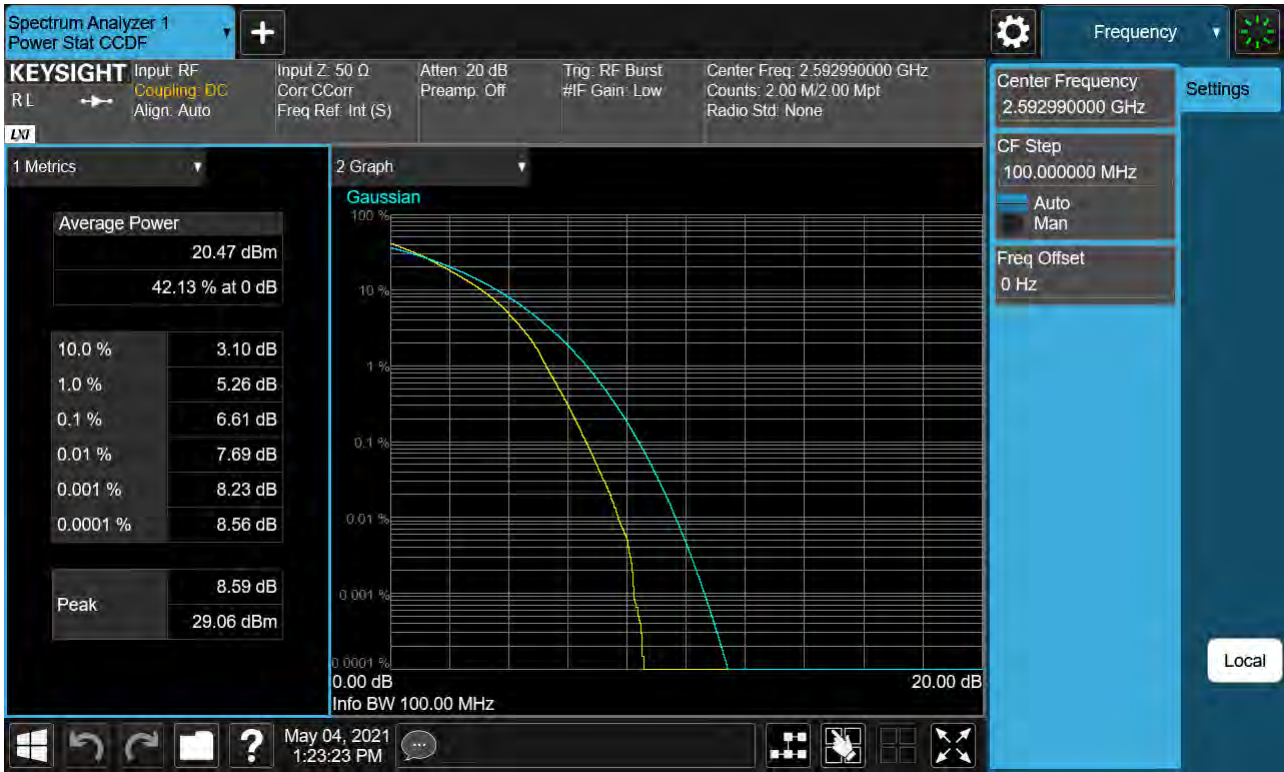 Spectrum Analyzer 1
Power Stat CCDF
Frequency
KEYSIGHT
RL
LXI
Input: RF
Coupling: DC
Align: Auto
Input Z: 50 Ω
Corr CCorr
Freq Ref: Int (S)
Atten: 20 dB
Preamp: Off
Trig: RF Burst
#IF Gain: Low
Center Freq: 2.592990000 GHz
Counts: 2.00 M/2.00 Mpt
Radio Std: None
Center Frequency
2.592990000 GHz
Settings
CF Step
100.000000 MHz
Auto
Man
Freq Offset
0 Hz
1 Metrics
Average Power
20.47 dBm
42.13 % at 0 dB
10.0 % 3.10 dB
1.0 % 5.26 dB
0.1 % 6.61 dB
0.01 % 7.69 dB
0.001 % 8.23 dB
0.0001 % 8.56 dB
Peak
8.59 dB
29.06 dBm
2 Graph
Gaussian
100 %
10 %
1 %
0.1 %
0.01 %
0.001 %
0.0001 %
0.00 dB 20.00 dB
Info BW 100.00 MHz
Local
?
May 04, 2021
1:23:23 PM